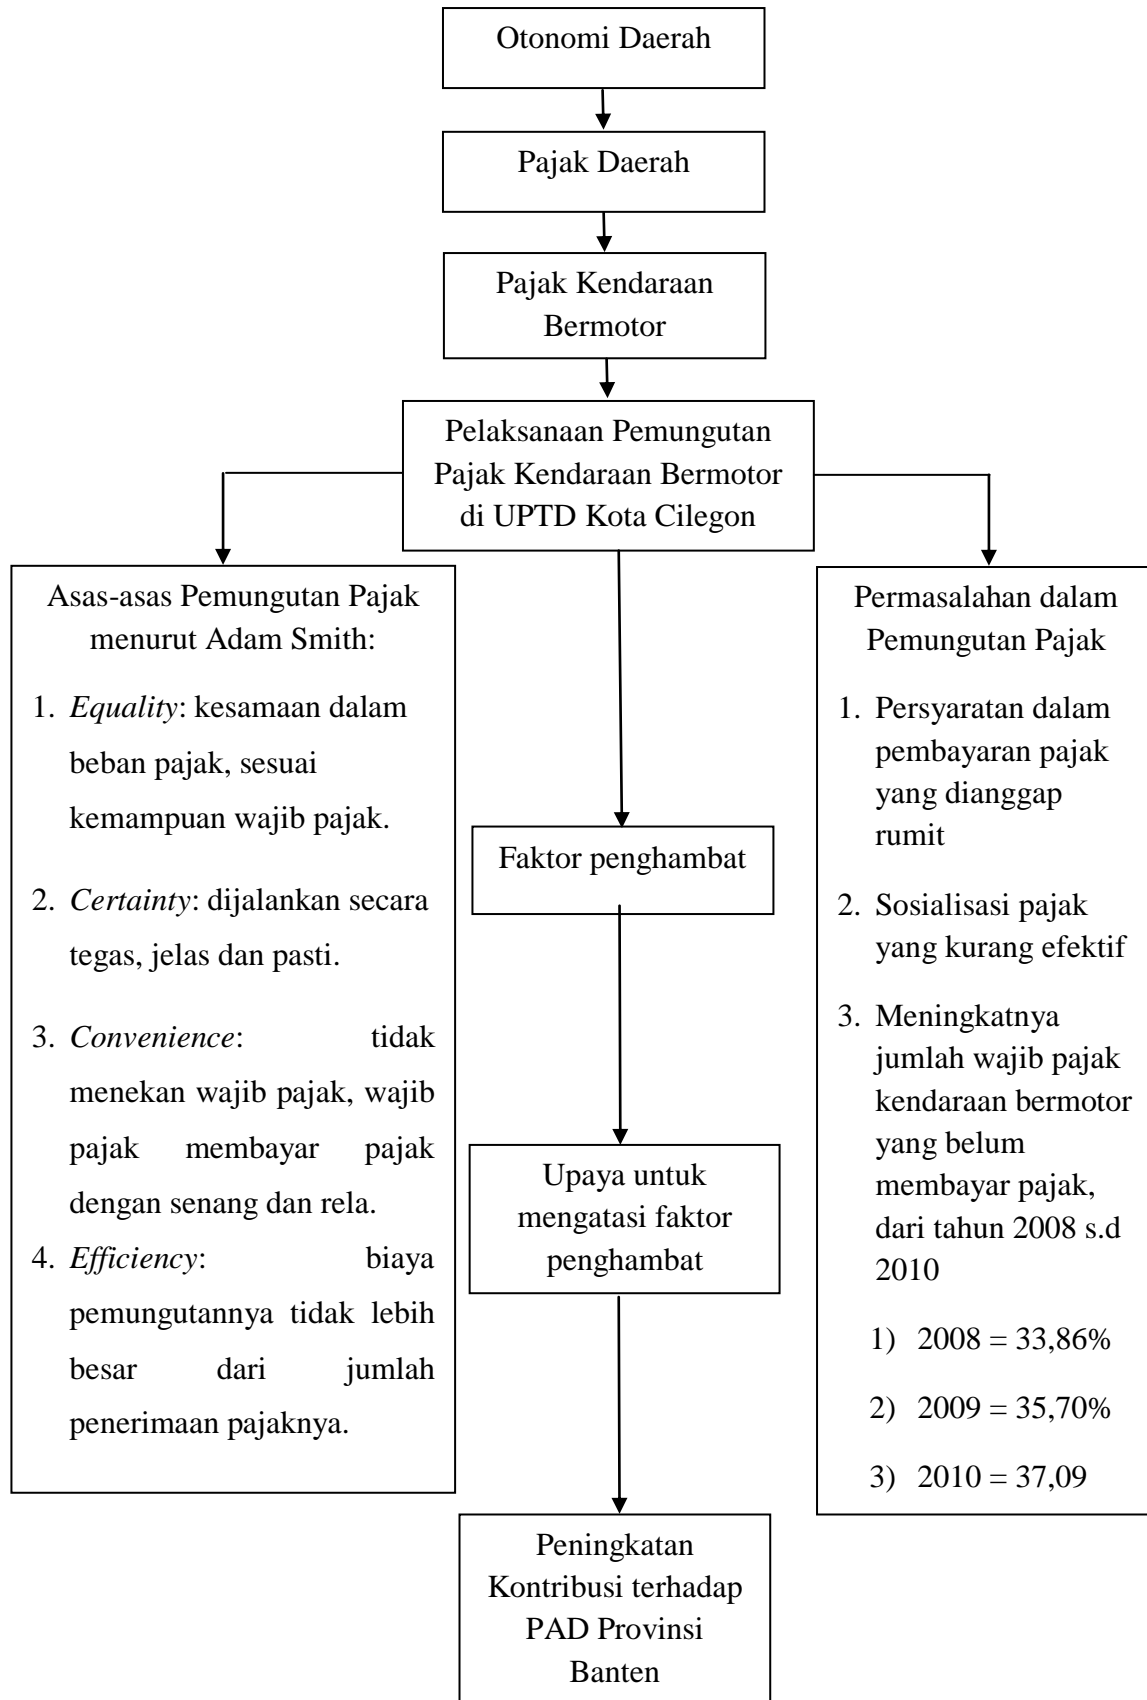 Otonomi Daerah
Pajak Daerah
Pajak Kendaraan
Bermotor
Pelaksanaan Pemungutan
Pajak Kendaraan Bermotor
di UPTD Kota Cilegon
Asas-asas Pemungutan Pajak
menurut Adam Smith:
1. Equality: kesamaan dalam
beban pajak, sesuai
kemampuan wajib pajak.
2. Certainty: dijalankan secara
tegas, jelas dan pasti.
3. Convenience: tidak
menekan wajib pajak, wajib
pajak membayar pajak
dengan senang dan rela.
4. Efficiency: biaya
pemungutannya tidak lebih
besar dari jumlah
penerimaan pajaknya.
Faktor penghambat
Upaya untuk
mengatasi faktor
penghambat
Peningkatan
Kontribusi terhadap
PAD Provinsi
Banten
Permasalahan dalam
Pemungutan Pajak
1. Persyaratan dalam
pembayaran pajak
yang dianggap
rumit
2. Sosialisasi pajak
yang kurang efektif
3. Meningkatnya
jumlah wajib pajak
kendaraan bermotor
yang belum
membayar pajak,
dari tahun 2008 s.d
2010
1) 2008 = 33,86%
2) 2009 = 35,70%
3) 2010 = 37,09